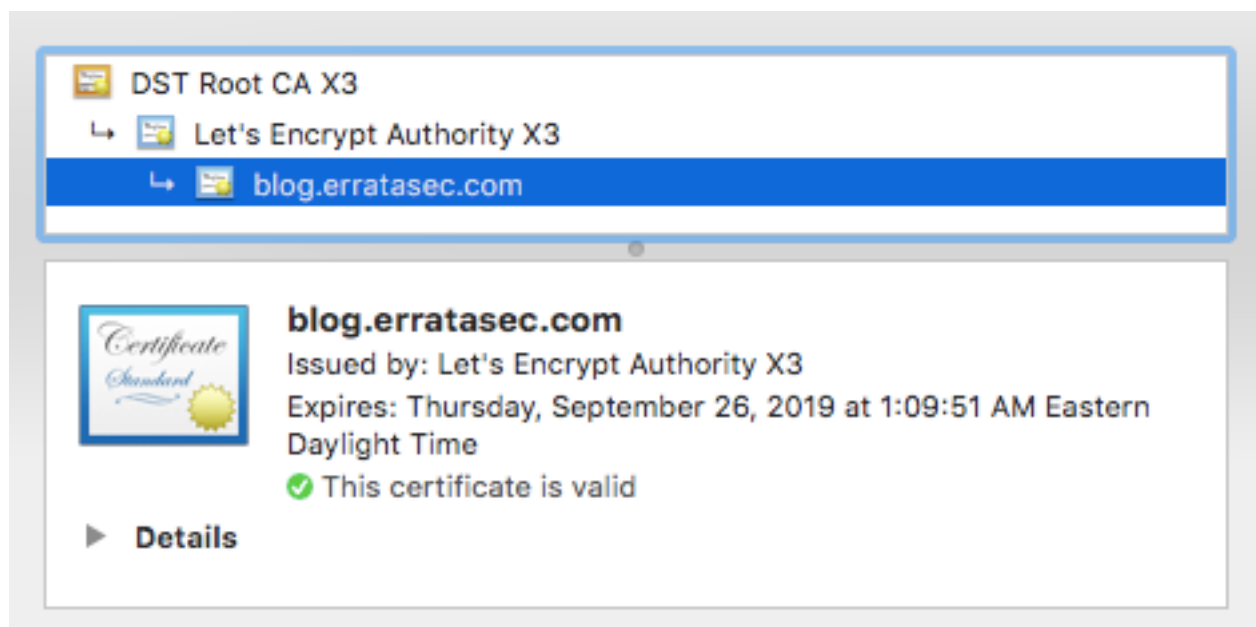 DST Root CA X3
Let's Encrypt Authority X3
blog.erratasec.com
Certificate
Standard
blog.erratasec.com
Issued by: Let's Encrypt Authority X3
Expires: Thursday, September 26, 2019 at 1:09:51 AM Eastern
Daylight Time
This certificate is valid
Details